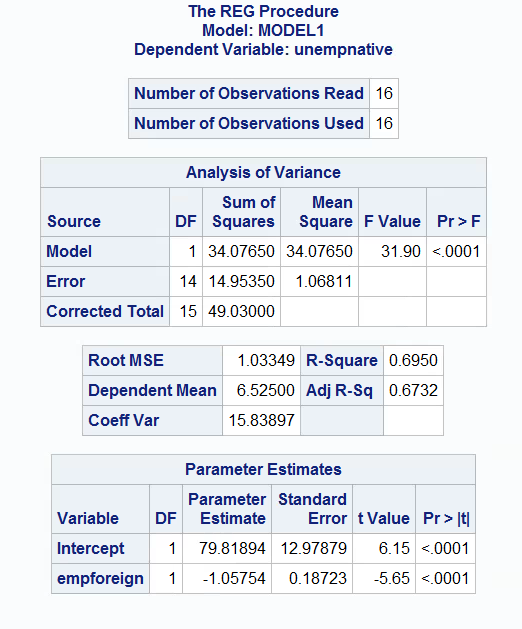 The REG Procedure
Model: MODEL1
Dependent Variable: unempnative
Number of Observations Read 16
Number of Observations Used 16
Analysis of Variance
Source DF Sum of Squares Mean Square F Value Pr > F
Model 1 34.07650 34.07650 31.90 <.0001
Error 14 14.95350 1.06811
Corrected Total 15 49.03000
Root MSE 1.03349 R-Square 0.6950
Dependent Mean 6.52500 Adj R-Sq 0.6732
Coeff Var 15.83897
Parameter Estimates
Variable DF Parameter Estimate Standard Error t Value Pr > |t|
Intercept 1 79.81894 12.97879 6.15 <.0001
empforeign 1 -1.05754 0.18723 -5.65 <.0001